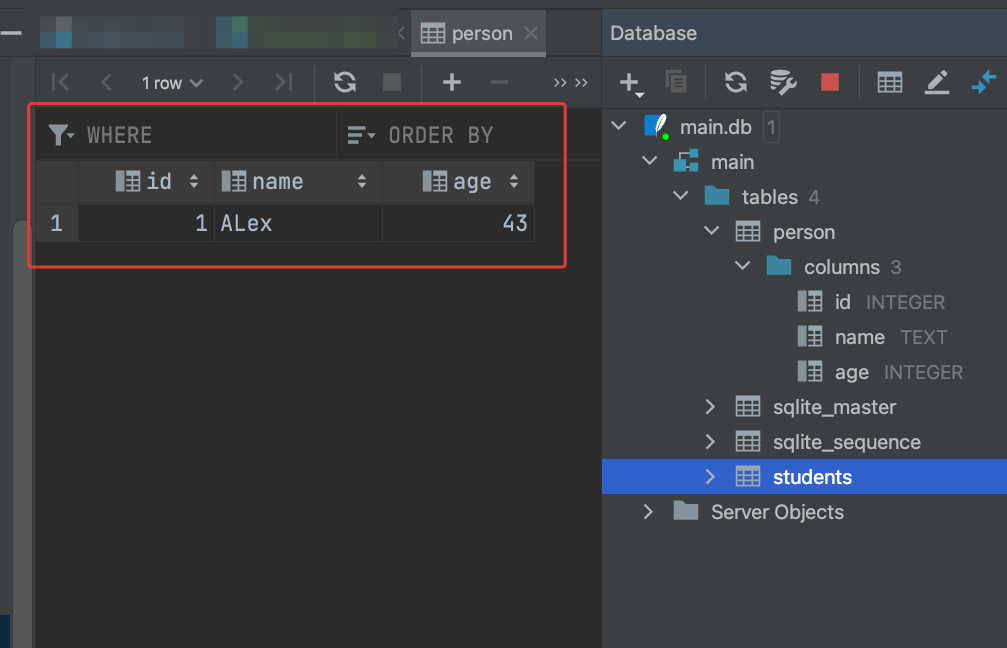 person
Database
1 row
WHERE
ORDER BY
id name age
1 1 ALex 43
main.db 1
main
tables 4
person
columns 3
id INTEGER
name TEXT
age INTEGER
sqlite_master
sqlite_sequence
students
Server Objects